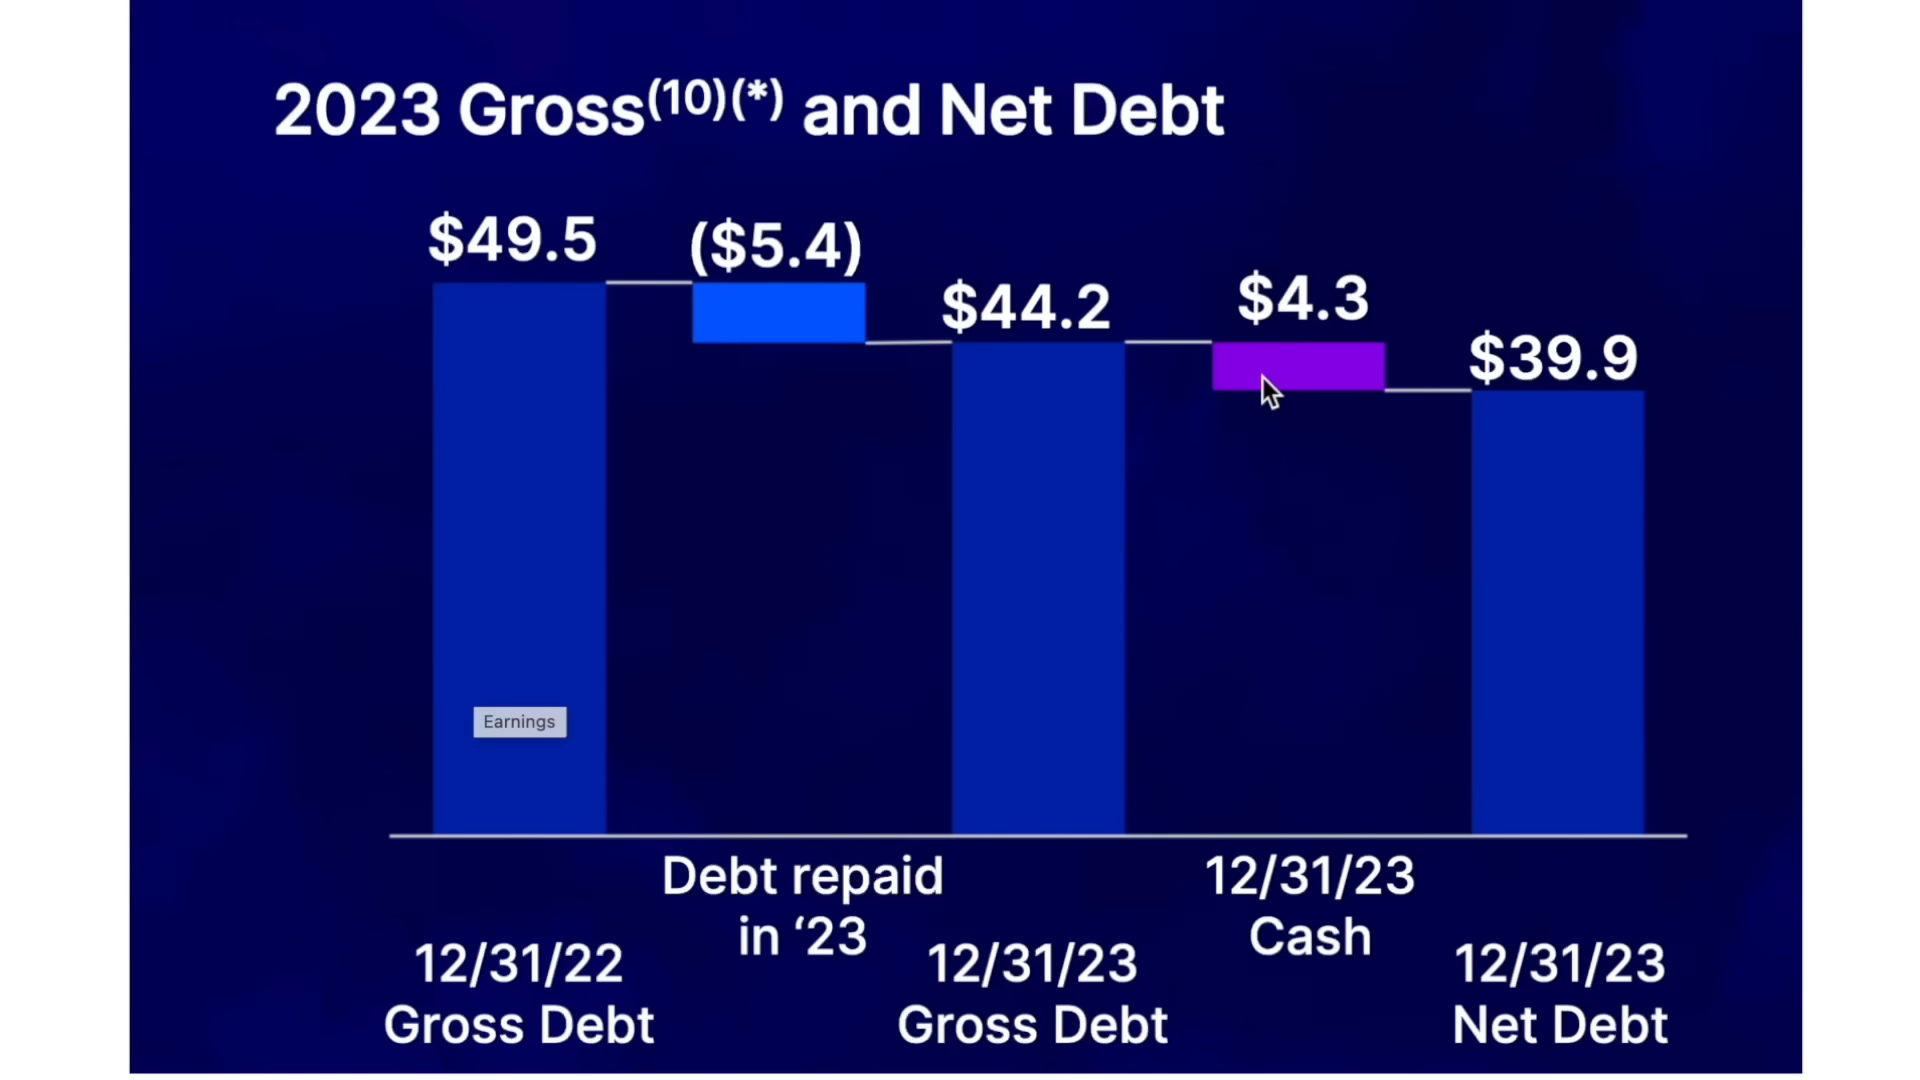 2023 Gross(10)(*) and Net Debt
$49.5
($5.4)
$44.2
$4.3
$39.9
Earnings
12/31/22
Gross Debt
Debt repaid
in ‘23
12/31/23
Gross Debt
12/31/23
Cash
12/31/23
Net Debt